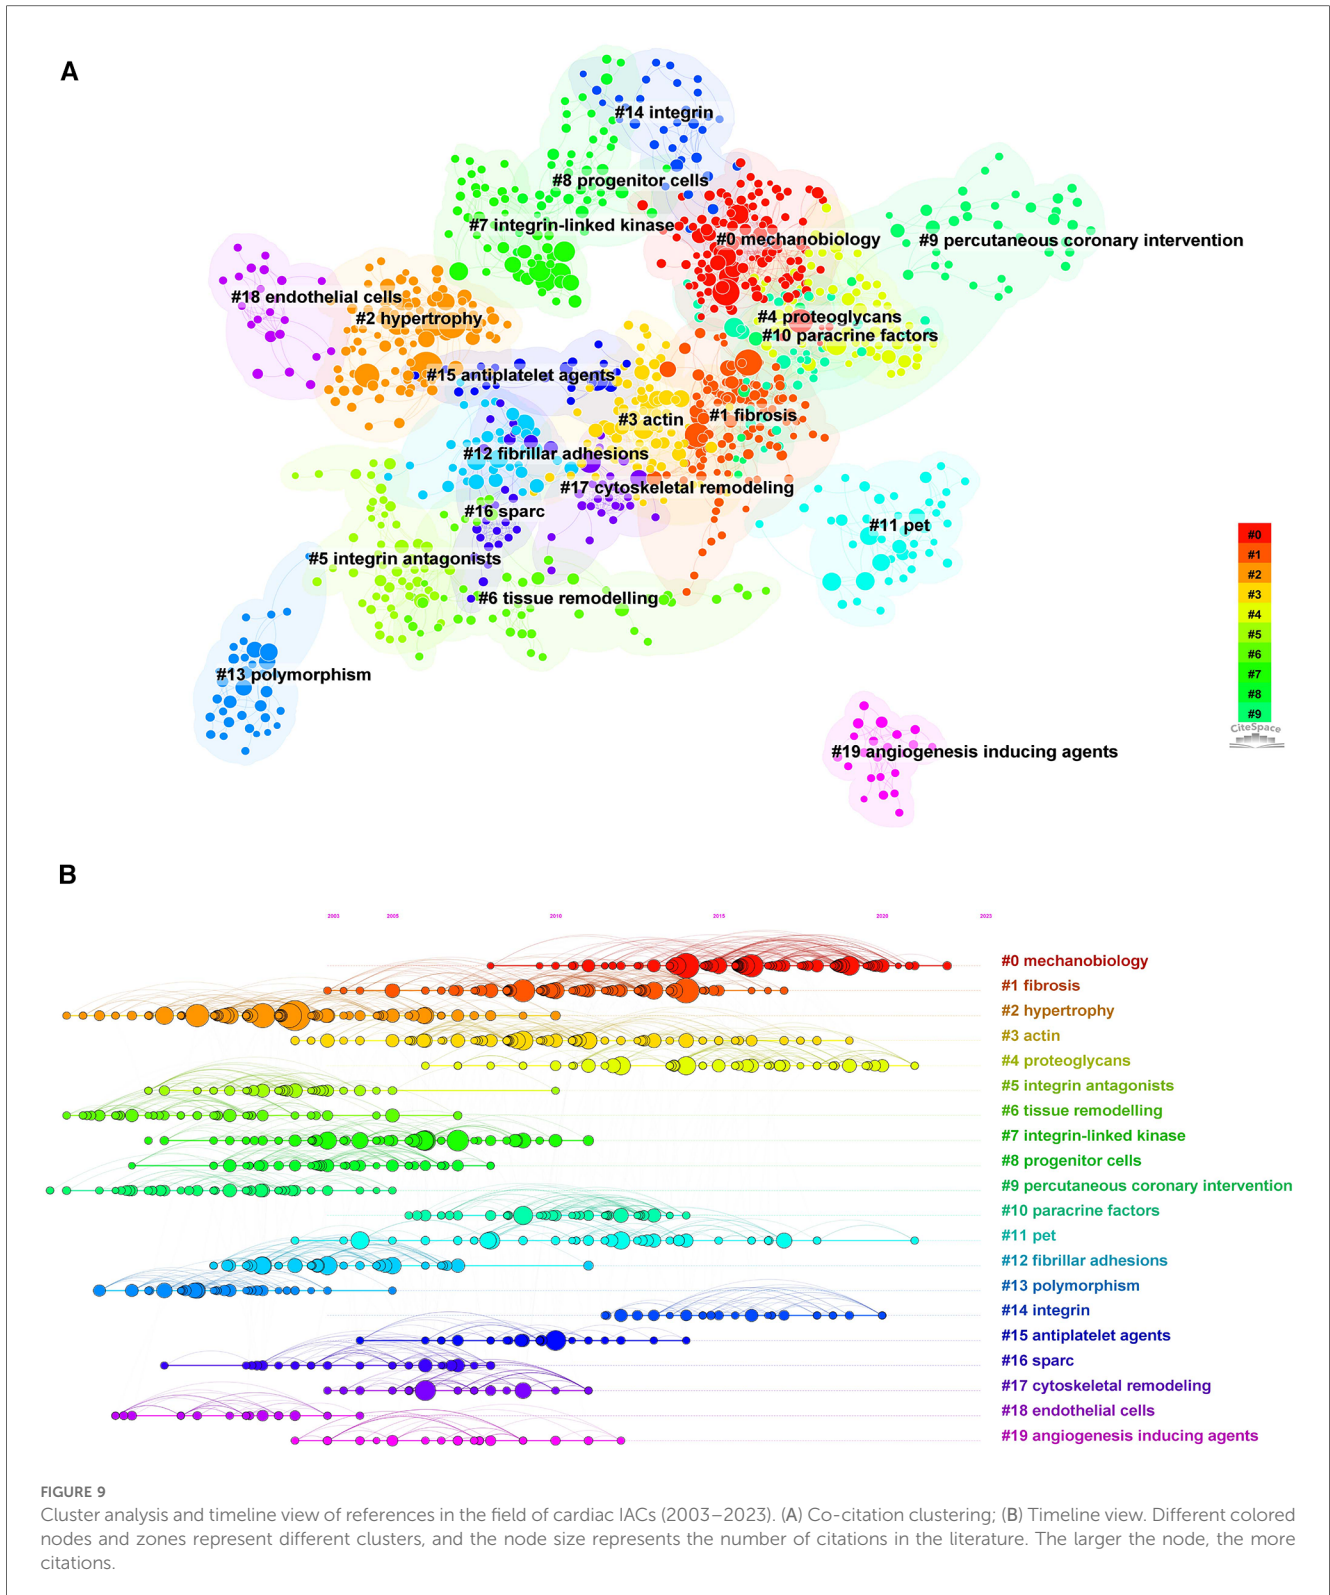 A
#14 integrin
#8 progenitor cells
#7 integrin-linked kinase
#0 mechanobiology
#9 percutaneous coronary intervention
#18 endothelial cells
#2 hypertrophy
#4 proteoglycans
#10 paracrine factors
#15 antiplatelet agents
#3 actin
#1 fibrosis
#12 fibrillar adhesions
#17 cytoskeletal remodeling
#16 sparc
#11 pet
#5 integrin antagonists
#6 tissue remodelling
#13 polymorphism
#19 angiogenesis inducing agents
#0
#1
#2
#3
#4
#5
#6
#7
#8
#9
CiteSpace
B
2003 2005 2010 2015 2020 2023
#0 mechanobiology
#1 fibrosis
#2 hypertrophy
#3 actin
#4 proteoglycans
#5 integrin antagonists
#6 tissue remodelling
#7 integrin-linked kinase
#8 progenitor cells
#9 percutaneous coronary intervention
#10 paracrine factors
#11 pet
#12 fibrillar adhesions
#13 polymorphism
#14 integrin
#15 antiplatelet agents
#16 sparc
#17 cytoskeletal remodeling
#18 endothelial cells
#19 angiogenesis inducing agents
FIGURE 9
Cluster analysis and timeline view of references in the field of cardiac IACs (2003–2023). (A) Co-citation clustering; (B) Timeline view. Different colored
nodes and zones represent different clusters, and the node size represents the number of citations in the literature. The larger the node, the more
citations.